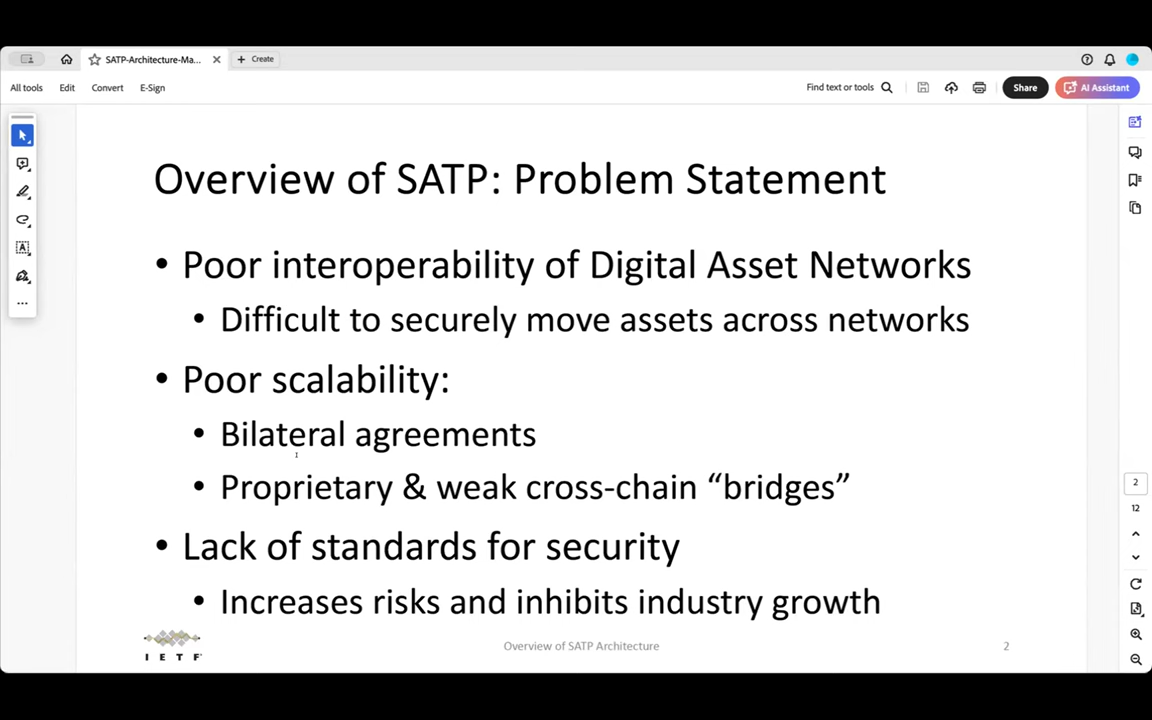 SATP-Architecture-Ma...
Create
All tools
Edit
Convert
E-Sign
Find text or tools
Share
AI Assistant
Overview of SATP: Problem Statement
• Poor interoperability of Digital Asset Networks
• Difficult to securely move assets across networks
• Poor scalability:
• Bilateral agreements
• Proprietary & weak cross-chain “bridges”
• Lack of standards for security
• Increases risks and inhibits industry growth
I E T F
Overview of SATP Architecture
2
2
12